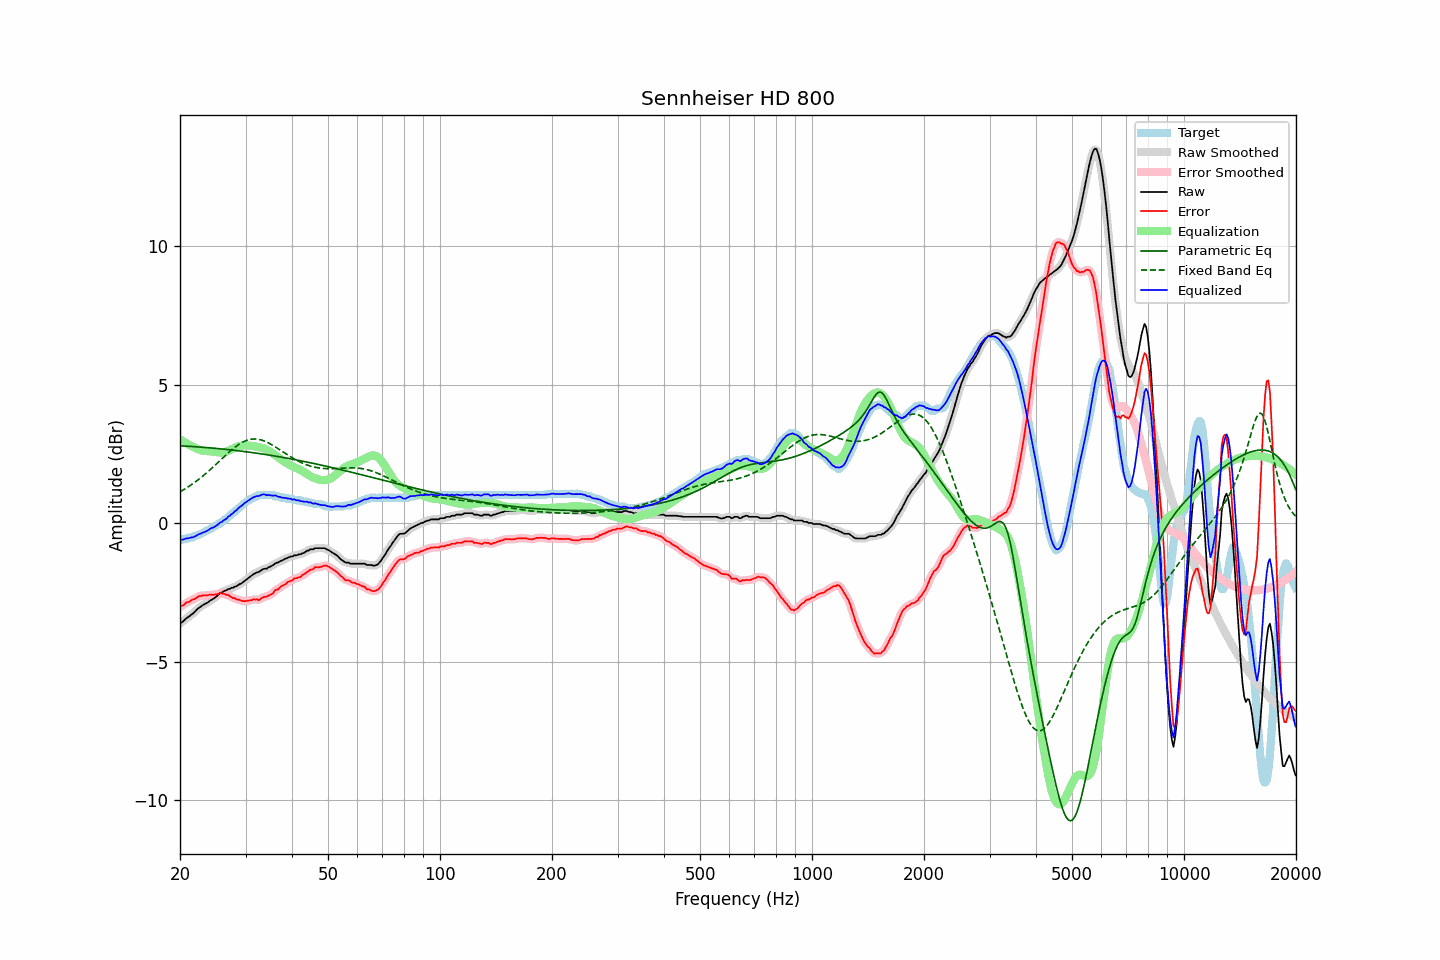 Sennheiser HD 800
Target
Raw Smoothed
Error Smoothed
Raw
Error
Equalization
Parametric Eq
Fixed Band Eq
Equalized
Amplitude (dBr)
10
5
0
−5
−10
20 50 100 200 500 1000 2000 5000 10000 20000
Frequency (Hz)